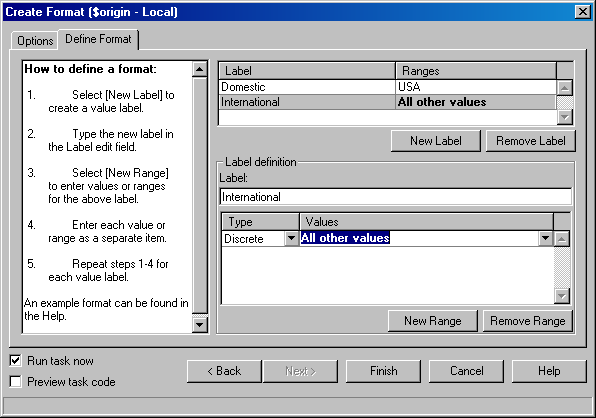 Create Format ($origin - Local)
Options
Define Format
How to define a format:
1. Select [New Label] to
create a value label.
2. Type the new label in
the Label edit field.
3. Select [New Range]
to enter values or ranges
for the above label.
4. Enter each value or
range as a separate item.
5. Repeat steps 1-4 for
each value label.
An example format can be found in
the Help.
Label Ranges
Domestic USA
International All other values
New Label Remove Label
Label definition
Label:
International
Type Values
Discrete All other values
New Range Remove Range
Run task now
Preview task code
< Back Next > Finish Cancel Help